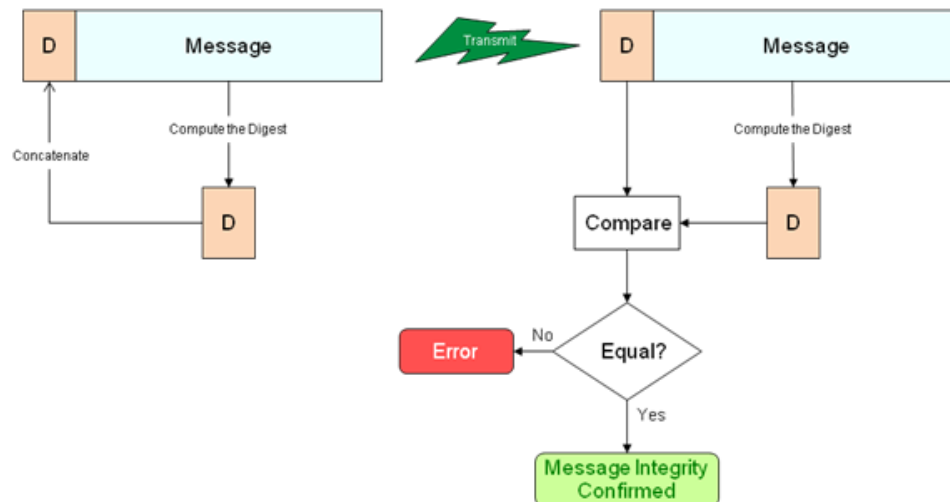 D Message
Transmit
D Message
Compute the Digest
Compute the Digest
Concatenate
D
Compare
D
No
Error
Equal?
Yes
Message Integrity
Confirmed